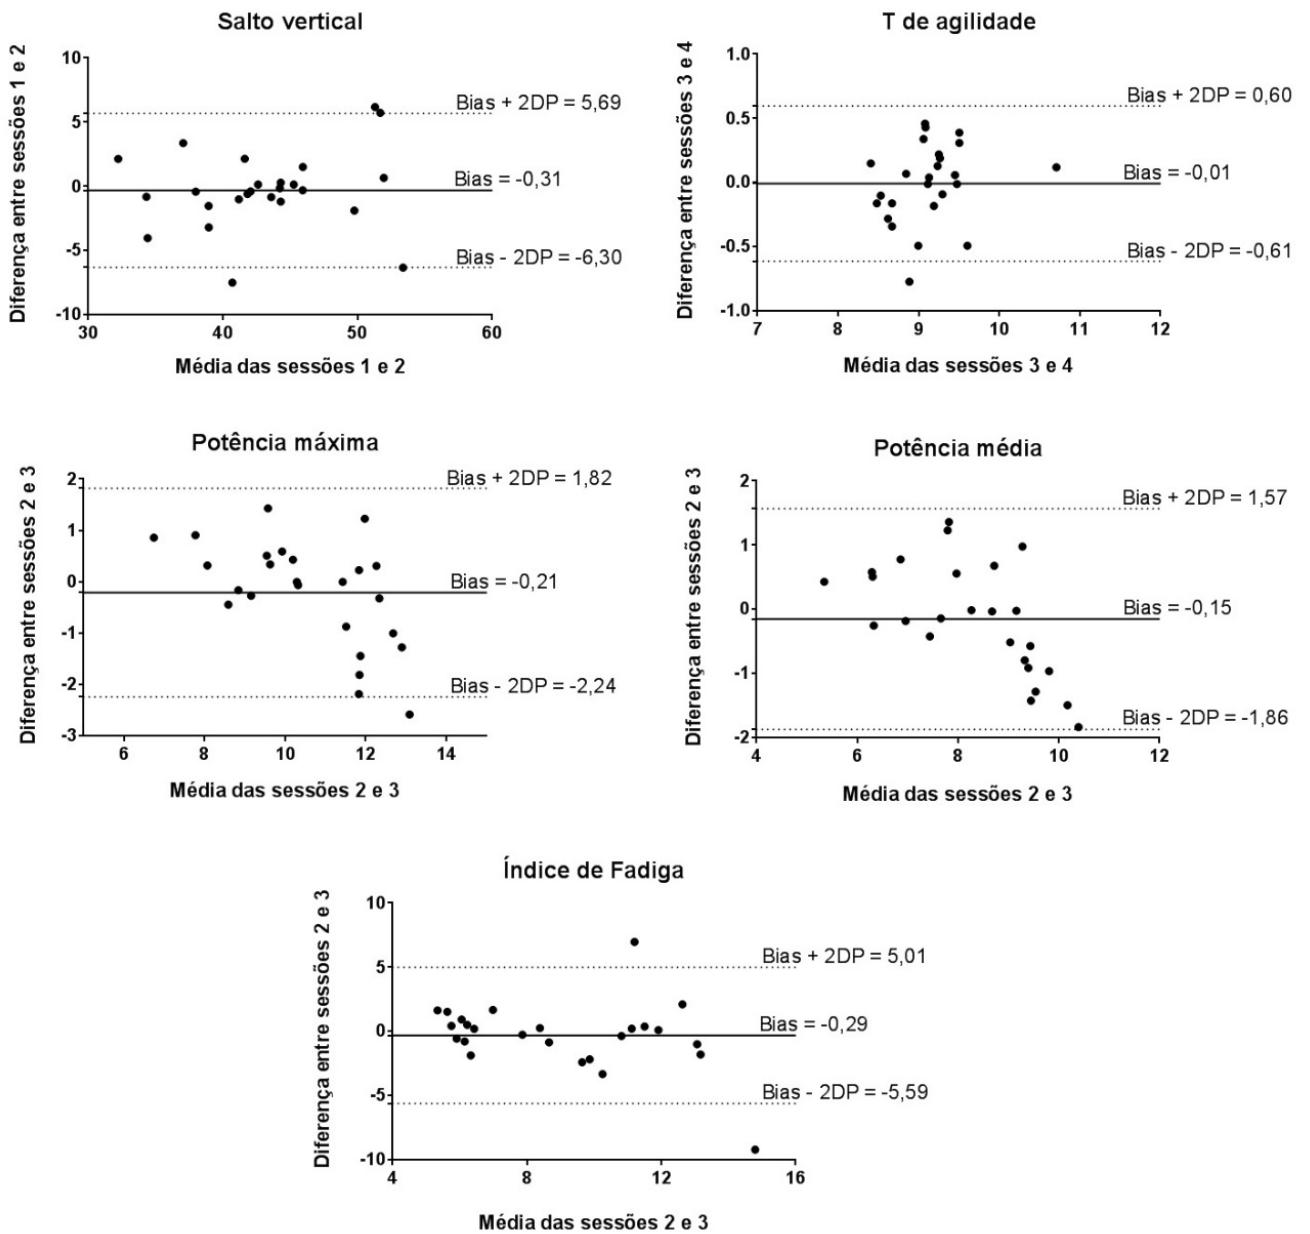 Salto vertical
Diferença entre sessões 1 e 2
10
5
0
-5
-10
Bias + 2DP = 5,69
Bias = -0,31
Bias - 2DP = -6,30
30 40 50 60
Média das sessões 1 e 2
T de agilidade
Diferença entre sessões 3 e 4
1.0
0.5
0.0
-0.5
-1.0
Bias + 2DP = 0,60
Bias = -0,01
Bias - 2DP = -0,61
7 8 9 10 11 12
Média das sessões 3 e 4
Potência máxima
Diferença entre sessões 2 e 3
2
1
0
-1
-2
-3
Bias + 2DP = 1,82
Bias = -0,21
Bias - 2DP = -2,24
6 8 10 12 14
Média das sessões 2 e 3
Potência média
Diferença entre sessões 2 e 3
2
1
0
-1
-2
Bias + 2DP = 1,57
Bias = -0,15
Bias - 2DP = -1,86
4 6 8 10 12
Média das sessões 2 e 3
Índice de Fadiga
Diferença entre sessões 2 e 3
10
5
0
-5
-10
Bias + 2DP = 5,01
Bias = -0,29
Bias - 2DP = -5,59
4 8 12 16
Média das sessões 2 e 3